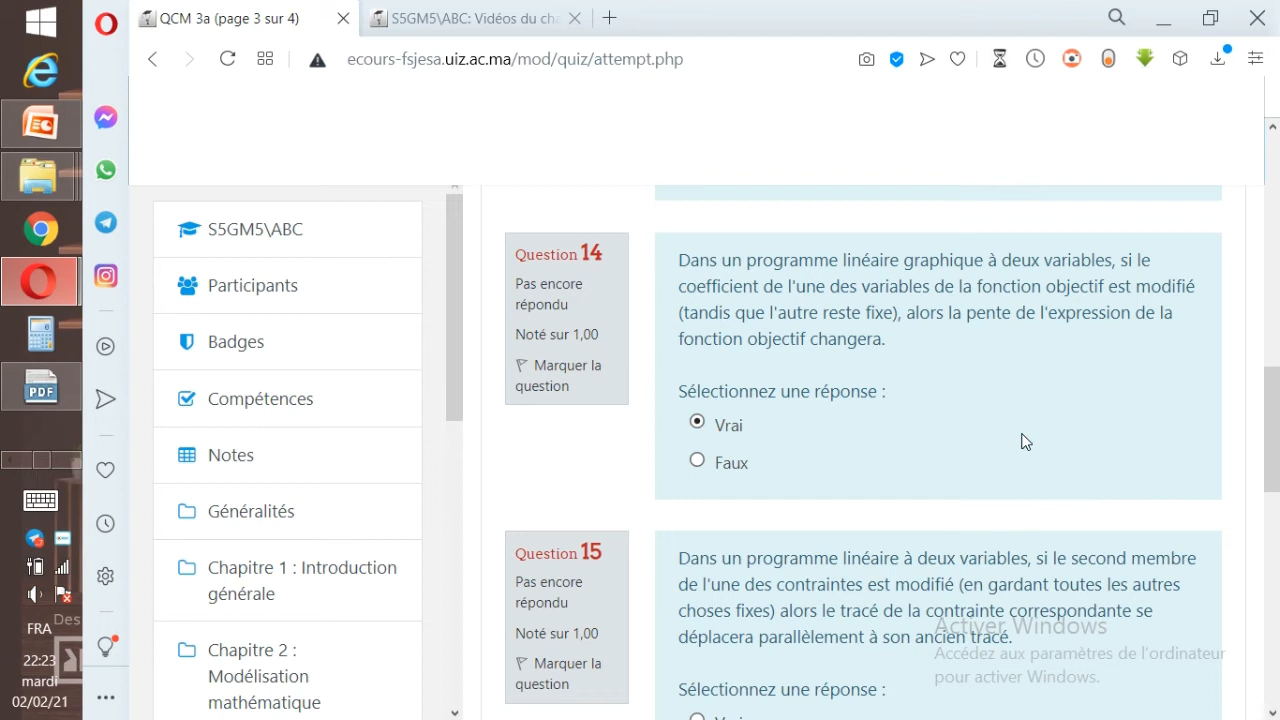 QCM 3a (page 3 sur 4)
S5GM5\ABC: Vidéos du cha
ecours-fsjesa.uiz.ac.ma/mod/quiz/attempt.php
S5GM5\ABC
Participants
Badges
Compétences
Notes
Généralités
Chapitre 1 : Introduction
générale
Chapitre 2 :
Modélisation
mathématique
Question 14
Pas encore
répondu
Noté sur 1,00
Marquer la
question
Dans un programme linéaire graphique à deux variables, si le
coefficient de l'une des variables de la fonction objectif est modifié
(tandis que l'autre reste fixe), alors la pente de l'expression de la
fonction objectif changera.
Sélectionnez une réponse :
Vrai
Faux
Question 15
Pas encore
répondu
Noté sur 1,00
Marquer la
question
Dans un programme linéaire à deux variables, si le second membre
de l'une des contraintes est modifié (en gardant toutes les autres
choses fixes) alors le tracé de la contrainte correspondante se
déplacera parallèlement à son ancien tracé.
Sélectionnez une réponse :
Activer Windows
Accédez aux paramètres de l'ordinateur
pour activer Windows.
PDF
FRA
Des
22:23
mardi
02/02/21